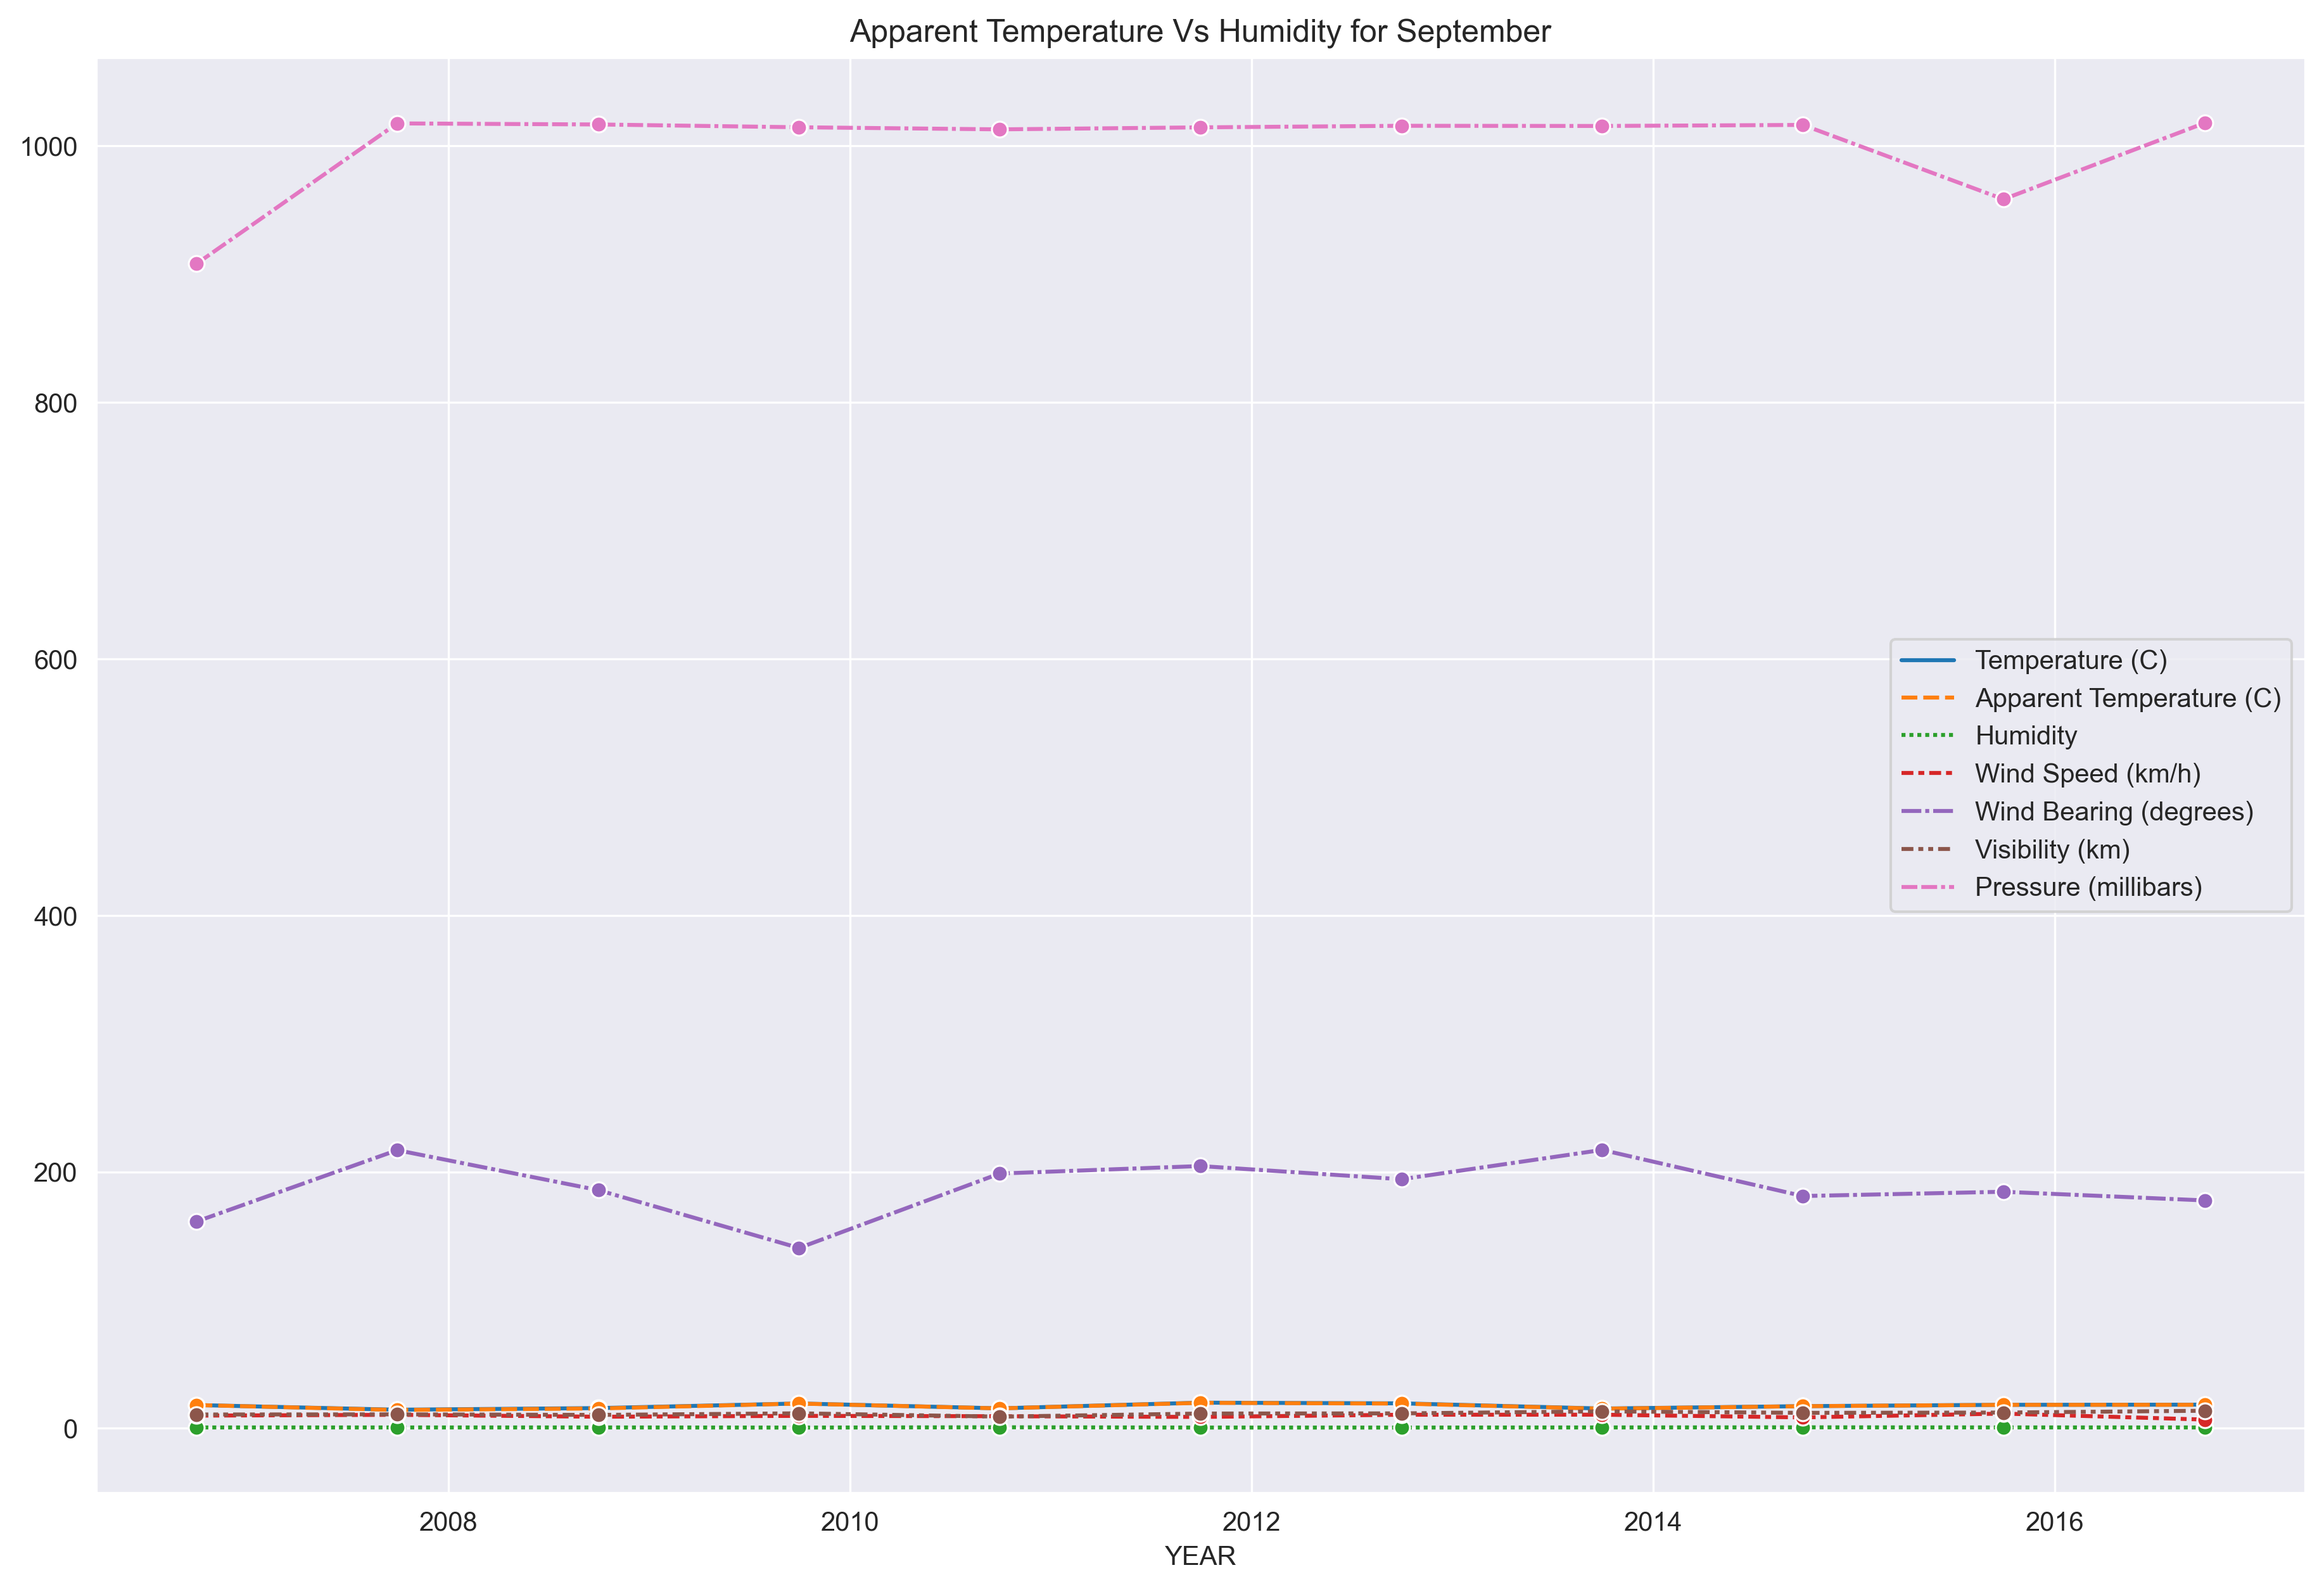 Apparent Temperature Vs Humidity for September
1000
800
600
400
200
0
Temperature (C)
Apparent Temperature (C)
Humidity
Wind Speed (km/h)
Wind Bearing (degrees)
Visibility (km)
Pressure (millibars)
2008 2010 2012 2014 2016
YEAR